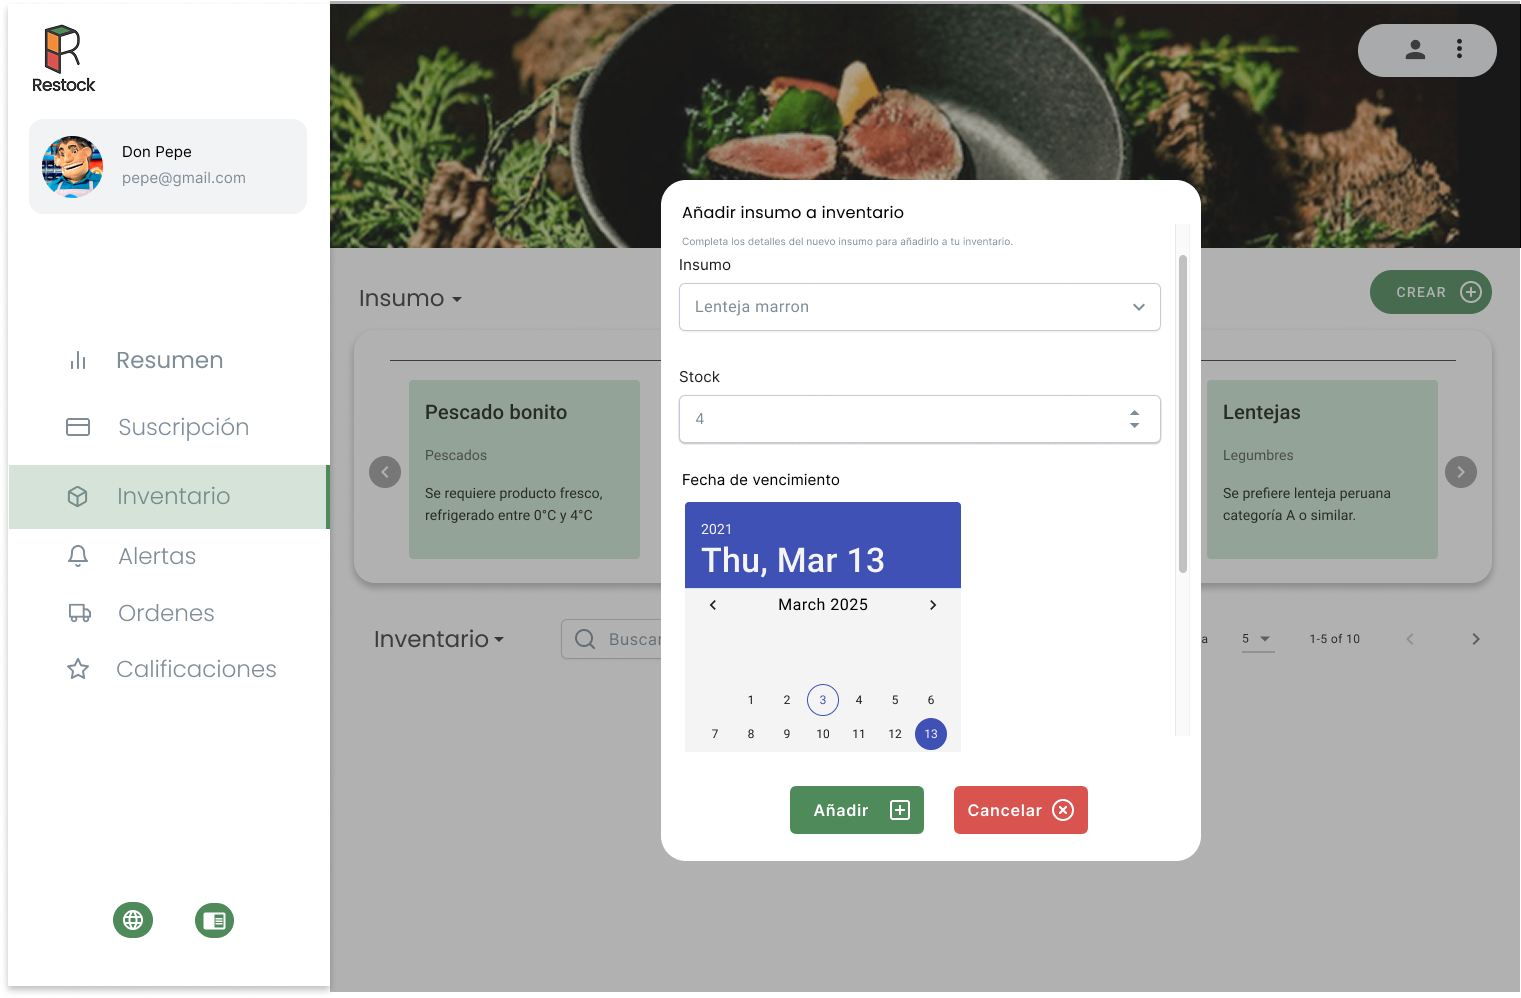 Restock
Don Pepe
pepe@gmail.com
Resumen
Suscripción
Inventario
Alertas
Ordenes
Calificaciones
Insumo
CREAR
Pescado bonito
Pescados
Se requiere producto fresco,
refrigerado entre 0°C y 4°C
Lentejas
Legumbres
Se prefiere lenteja peruana
categoría A o similar.
Inventario
Buscar
a
5
1-5 of 10
Añadir insumo a inventario
Completa los detalles del nuevo insumo para añadirlo a tu inventario.
Insumo
Lenteja marron
Stock
4
Fecha de vencimiento
2021
Thu, Mar 13
March 2025
1 2 3 4 5 6
7 8 9 10 11 12 13
Añadir
Cancelar